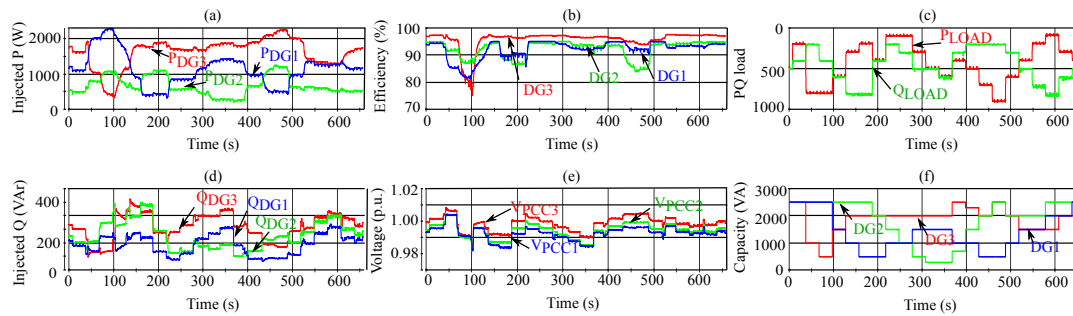 (a)
Injected P (W)
2000
1000
0
PDG3
PDG1
PDG2
0 100 200 300 400 500 600
Time (s)
(b)
Efficiency (%)
100
90
80
70
DG3
DG2
DG1
0 100 200 300 400 500 600
Time (s)
(c)
PQ load
0
500
1000
PLOAD
QLOAD
0 100 200 300 400 500 600
Time (s)
(d)
Injected Q (VAr)
400
200
0
QDG3
QDG1
QDG2
0 100 200 300 400 500 600
Time (s)
(e)
Voltage (p.u.)
1.02
1.00
0.98
VPCC3
VPCC2
VPCC1
0 100 200 300 400 500 600
Time (s)
(f)
Capacity (VA)
3000
2000
1000
0
DG2
DG3
DG1
0 100 200 300 400 500 600
Time (s)